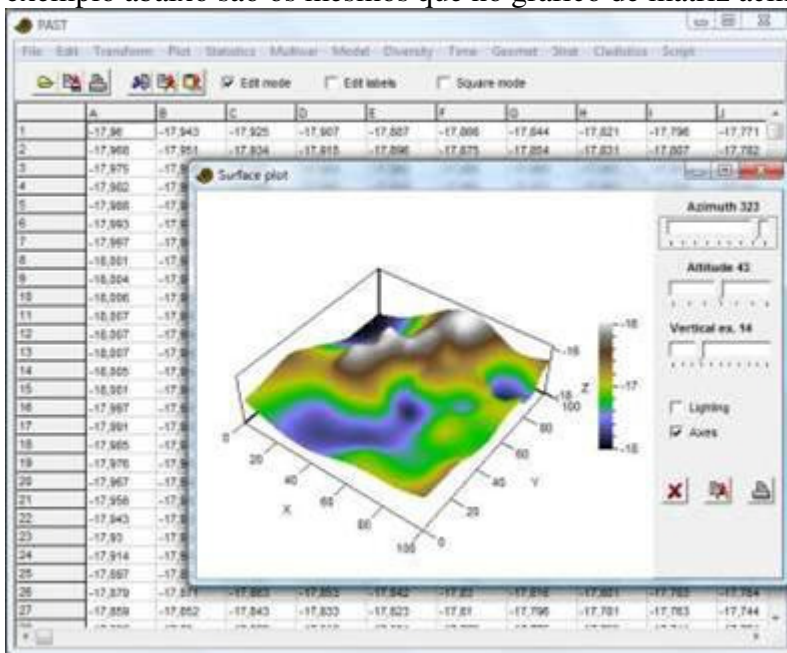 exemplo abaixo são os mesmos que no gráfico de matriz
PAST
File Edit Transform Plot Statistics Multivar Model Diversity Time Geomet Strat Cladistics Script
Edit mode Edit labels Square mode
A B C D E F G H I J
1 -17,96 -17,943 -17,925 -17,907 -17,887 -17,866 -17,844 -17,821 -17,796 -17,771
2 -17,968 -17,951 -17,934 -17,915 -17,896 -17,875 -17,854 -17,831 -17,807 -17,782
3 -17,975
4 -17,982
5 -17,988
6 -17,993
7 -17,997
8 -18,001
9 -18,004
10 -18,006
11 -18,007
12 -18,007
13 -18,007
14 -18,005
15 -18,001
16 -17,997
17 -17,991
18 -17,985
19 -17,976
20 -17,967
21 -17,956
22 -17,943
23 -17,93
24 -17,914
25 -17,897
26 -17,879 -17,871
27 -17,859 -17,852 -17,843 -17,833 -17,823 -17,81 -17,796 -17,781 -17,763 -17,744
Surface plot
Azimuth 323
Altitude 43
Vertical ex. 14
Lighting
Axes
-16
-17
-18
Z
-16
-18
100
80
60
40
20
0
Y
0
20
40
60
80
100
X